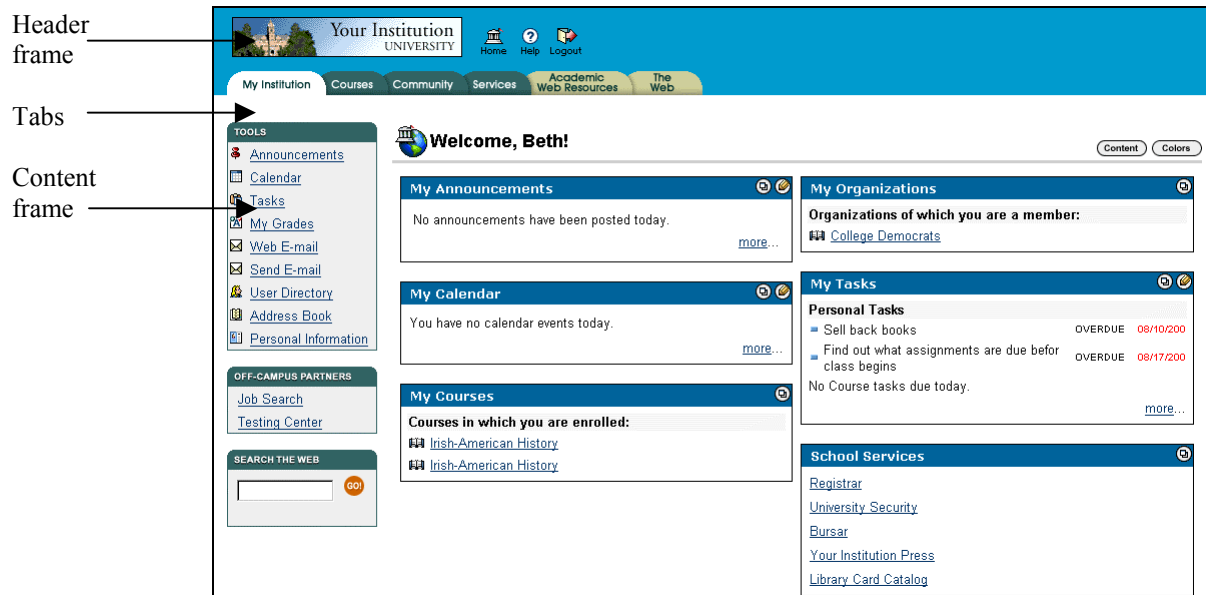 Header
frame
Tabs
Content
frame
Your Institution
UNIVERSITY
Home Help Logout
My Institution Courses Community Services Academic Web Resources The Web
TOOLS
Announcements
Calendar
Tasks
My Grades
Web E-mail
Send E-mail
User Directory
Address Book
Personal Information
OFF-CAMPUS PARTNERS
Job Search
Testing Center
SEARCH THE WEB
GO!
Welcome, Beth!
Content Colors
My Announcements
No announcements have been posted today.
more...
My Calendar
You have no calendar events today.
more...
My Courses
Courses in which you are enrolled:
Irish-American History
Irish-American History
My Organizations
Organizations of which you are a member:
College Democrats
My Tasks
Personal Tasks
Sell back books OVERDUE 08/10/200
Find out what assignments are due befor
class begins OVERDUE 08/17/200
No Course tasks due today.
more...
School Services
Registrar
University Security
Bursar
Your Institution Press
Library Card Catalog